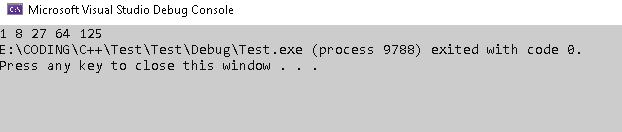 Microsoft Visual Studio Debug Console
1 8 27 64 125
E:\CODING\C++\Test\Test\Debug\Test.exe (process 9788) exited with code 0.
Press any key to close this window . . .